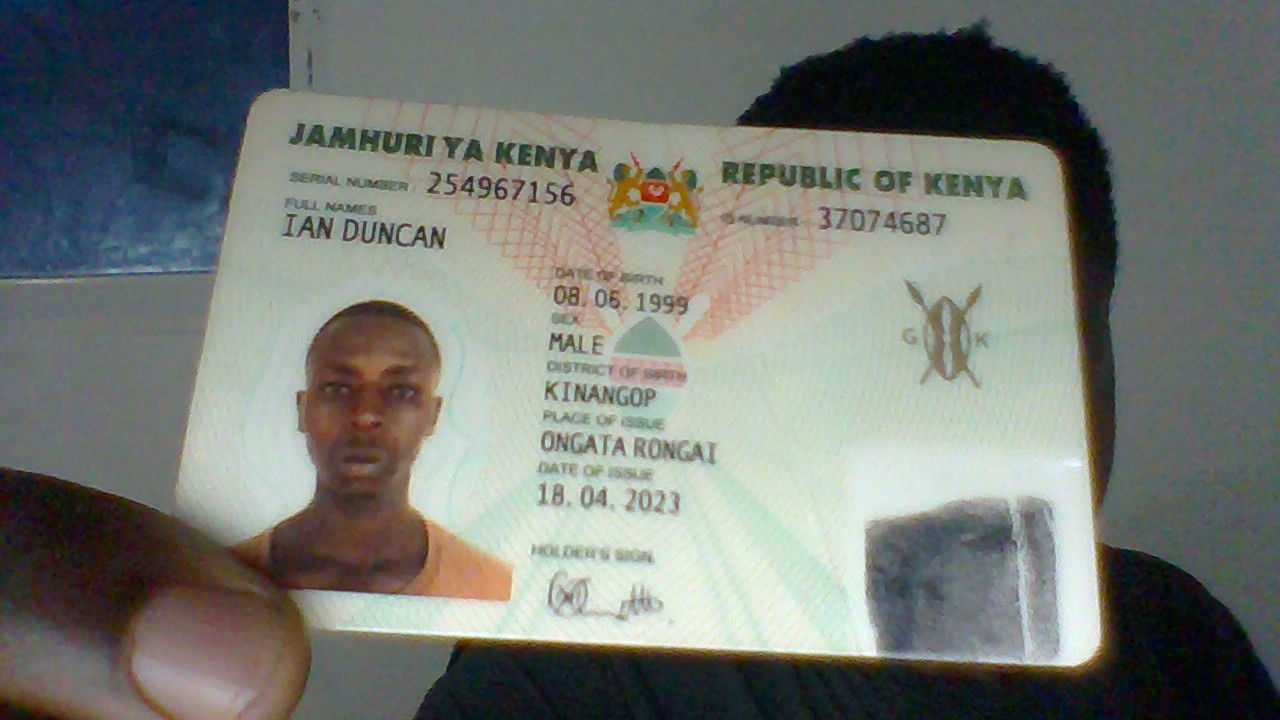 JAMHURI YA KENYA
REPUBLIC OF KENYA
SERIAL NUMBER: 254967156
ID NUMBER: 37074687
FULL NAMES
IAN DUNCAN
DATE OF BIRTH
08. 06. 1999
SEX
MALE
DISTRICT OF BIRTH
KINANGOP
PLACE OF ISSUE
ONGATA RONGAI
DATE OF ISSUE
18. 04. 2023
HOLDER'S SIGN.
G K